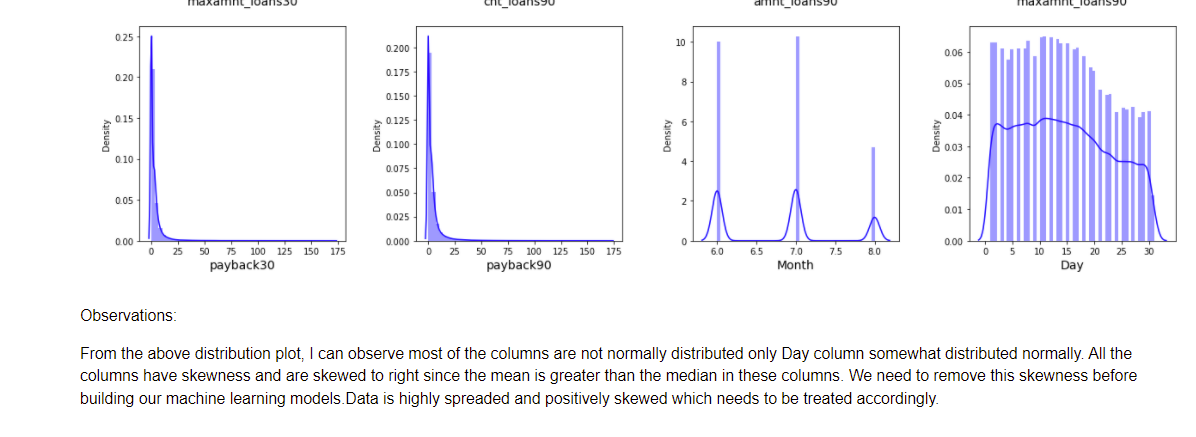 maxamnt_loans30 cnt_loans90 amnt_loans90 maxamnt_loans90
0.25
0.20
0.15
0.10
0.05
0.00
Density
0 25 50 75 100 125 150 175
payback30
0.200
0.175
0.150
0.125
0.100
0.075
0.050
0.025
0.000
Density
0 25 50 75 100 125 150 175
payback90
10
8
6
4
2
0
Density
6.0 6.5 7.0 7.5 8.0
Month
0.06
0.05
0.04
0.03
0.02
0.01
0.00
Density
0 5 10 15 20 25 30
Day
Observations:
From the above distribution plot, I can observe most of the columns are not normally distributed only Day column somewhat distributed normally. All the
columns have skewness and are skewed to right since the mean is greater than the median in these columns. We need to remove this skewness before
building our machine learning models.Data is highly spreaded and positively skewed which needs to be treated accordingly.